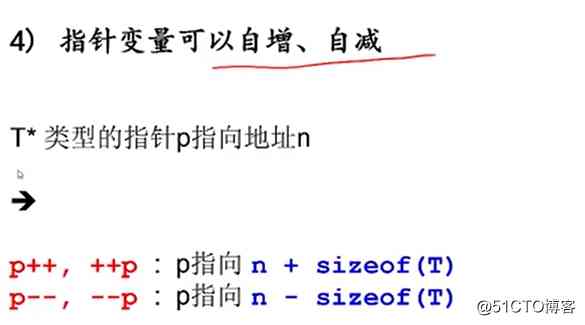 4） 指针变量可以自增、自减
T* 类型的指针p指向地址n
➔
p++, ++p : p指向 n + sizeof(T)
p--, --p : p指向 n - sizeof(T)
@51CTO博客